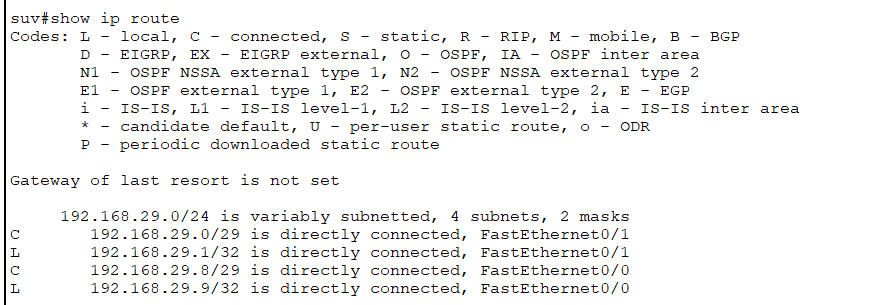 suv#show ip route
Codes: L - local, C - connected, S - static, R - RIP, M - mobile, B - BGP
       D - EIGRP, EX - EIGRP external, O - OSPF, IA - OSPF inter area
       N1 - OSPF NSSA external type 1, N2 - OSPF NSSA external type 2
       E1 - OSPF external type 1, E2 - OSPF external type 2, E - EGP
       i - IS-IS, L1 - IS-IS level-1, L2 - IS-IS level-2, ia - IS-IS inter area
       * - candidate default, U - per-user static route, o - ODR
       P - periodic downloaded static route
Gateway of last resort is not set
     192.168.29.0/24 is variably subnetted, 4 subnets, 2 masks
C       192.168.29.0/29 is directly connected, FastEthernet0/1
L       192.168.29.1/32 is directly connected, FastEthernet0/1
C       192.168.29.8/29 is directly connected, FastEthernet0/0
L       192.168.29.9/32 is directly connected, FastEthernet0/0